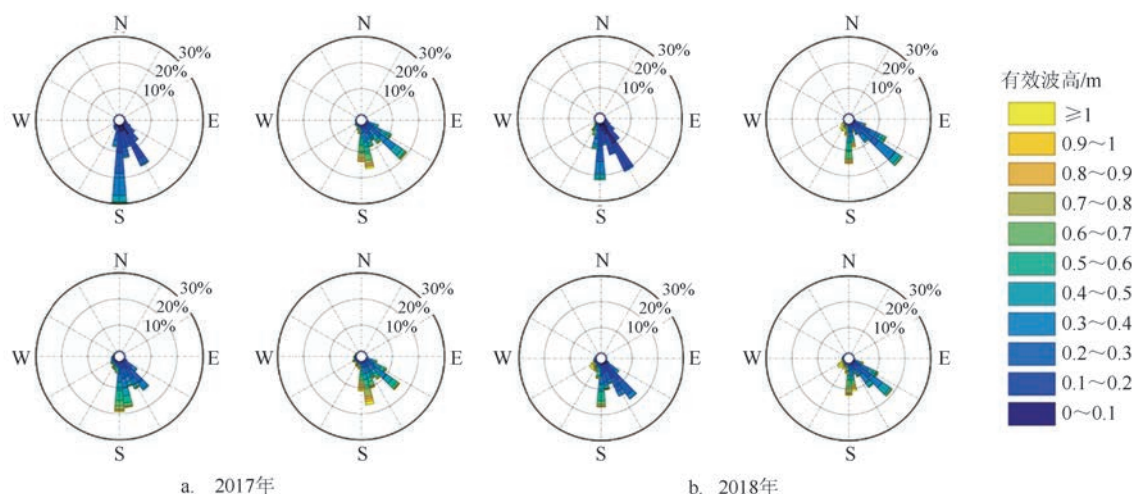 N
W
E
S
30%
20%
10%
N
W
E
S
30%
20%
10%
N
W
E
S
30%
20%
10%
N
W
E
S
30%
20%
10%
N
W
E
S
30%
20%
10%
N
W
E
S
30%
20%
10%
N
W
E
S
30%
20%
10%
N
W
E
S
30%
20%
10%
有效波高/m
≥1
0.9～1
0.8～0.9
0.7～0.8
0.6～0.7
0.5～0.6
0.4～0.5
0.3～0.4
0.2～0.3
0.1～0.2
0～0.1
a. 2017年
b. 2018年